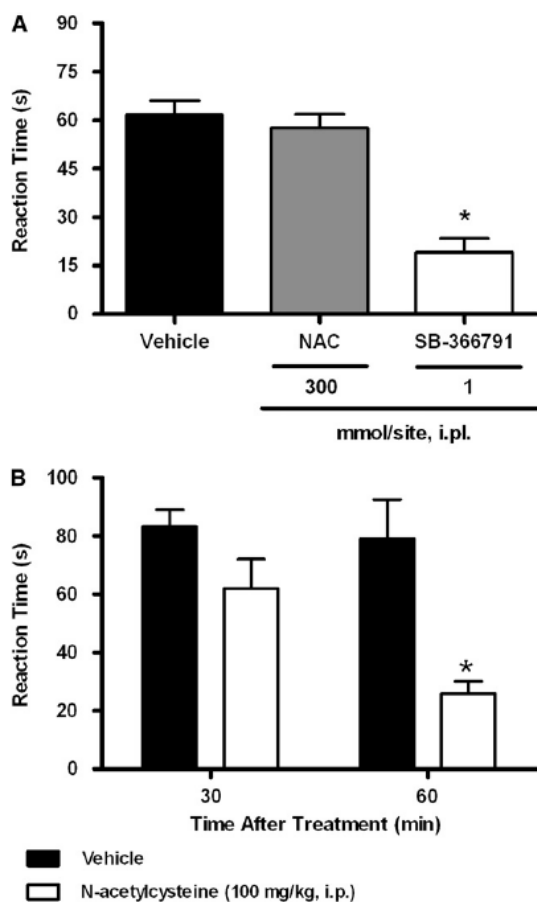 A
Reaction Time (s)
90
75
60
45
30
15
0
*
Vehicle NAC SB-366791
300 1
mmol/site, i.pl.
B
Reaction Time (s)
100
80
60
40
20
0
*
30 60
Time After Treatment (min)
Vehicle
N-acetylcysteine (100 mg/kg, i.p.)